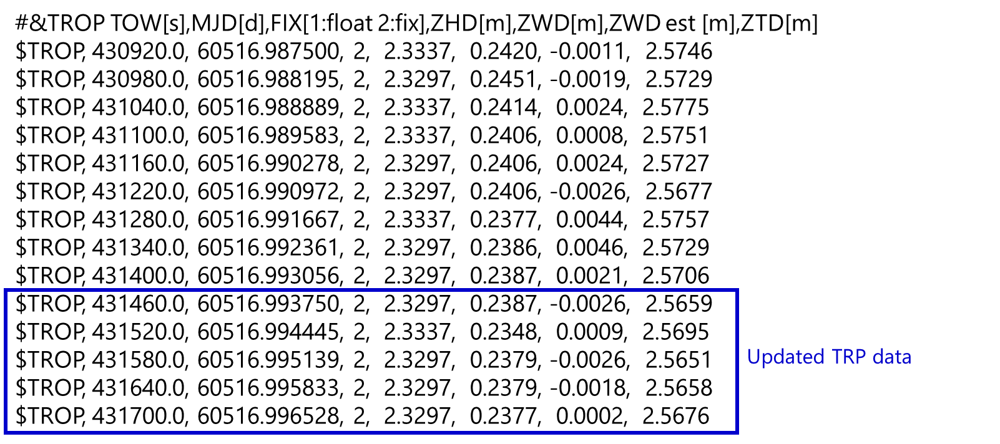 #&TROP TOW[s],MJD[d],FIX[1:float 2:fix],ZHD[m],ZWD[m],ZWD est [m],ZTD[m]
$TROP, 430920.0, 60516.987500, 2, 2.3337, 0.2420, -0.0011, 2.5746
$TROP, 430980.0, 60516.988195, 2, 2.3297, 0.2451, -0.0019, 2.5729
$TROP, 431040.0, 60516.988889, 2, 2.3337, 0.2414, 0.0024, 2.5775
$TROP, 431100.0, 60516.989583, 2, 2.3337, 0.2406, 0.0008, 2.5751
$TROP, 431160.0, 60516.990278, 2, 2.3297, 0.2406, 0.0024, 2.5727
$TROP, 431220.0, 60516.990972, 2, 2.3297, 0.2406, -0.0026, 2.5677
$TROP, 431280.0, 60516.991667, 2, 2.3337, 0.2377, 0.0044, 2.5757
$TROP, 431340.0, 60516.992361, 2, 2.3297, 0.2386, 0.0046, 2.5729
$TROP, 431400.0, 60516.993056, 2, 2.3297, 0.2387, 0.0021, 2.5706
$TROP, 431460.0, 60516.993750, 2, 2.3297, 0.2387, -0.0026, 2.5659
$TROP, 431520.0, 60516.994445, 2, 2.3337, 0.2348, 0.0009, 2.5695
$TROP, 431580.0, 60516.995139, 2, 2.3297, 0.2379, -0.0026, 2.5651
$TROP, 431640.0, 60516.995833, 2, 2.3297, 0.2379, -0.0018, 2.5658
$TROP, 431700.0, 60516.996528, 2, 2.3297, 0.2377, 0.0002, 2.5676
Updated TRP data